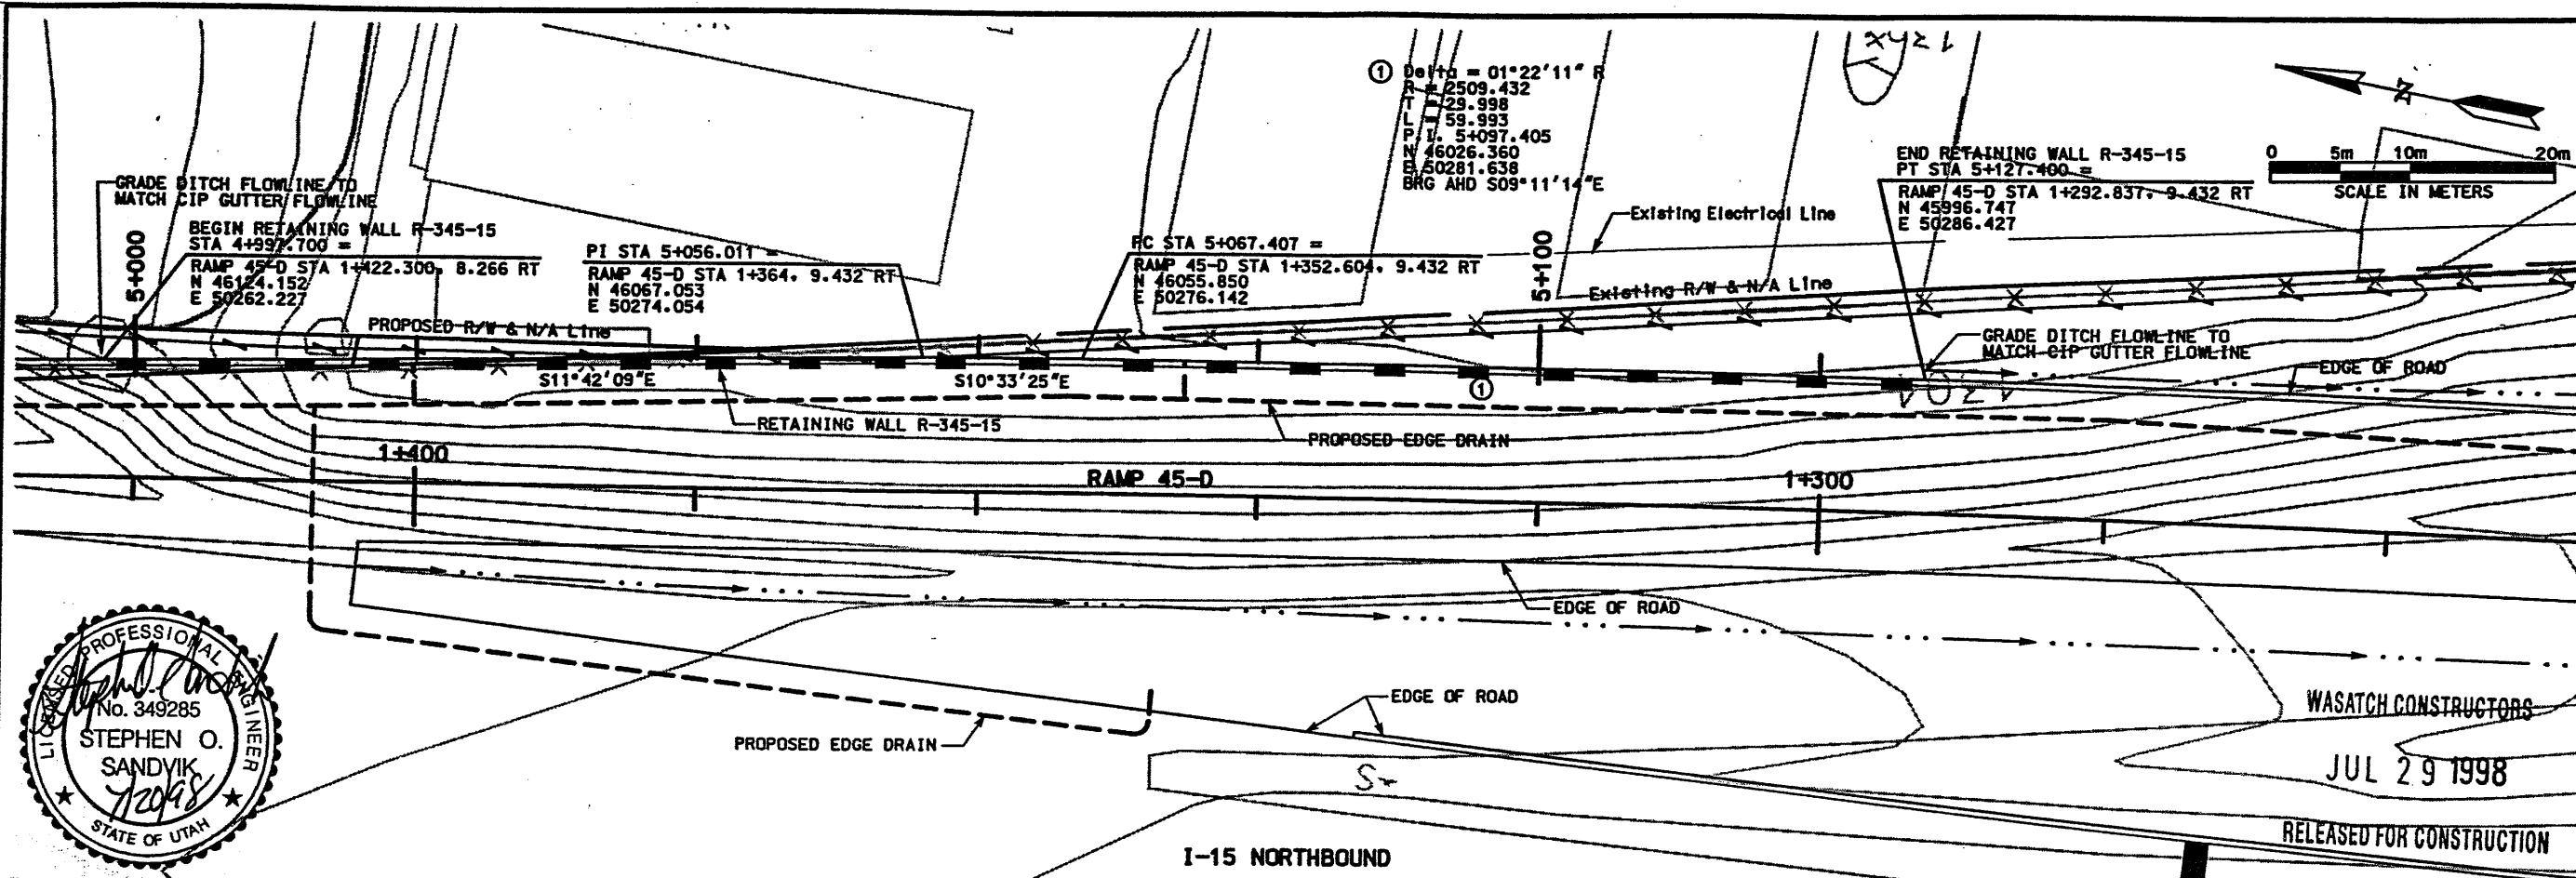 ① Delta = 01°22'11" R
R = 2509.432
T = 29.998
L = 59.993
P.I. 5+097.405
N 46026.360
E 50281.638
BRG AHD S09°11'14"E
N
0 5m 10m 20m
SCALE IN METERS
GRADE DITCH FLOWLINE TO
MATCH CIP GUTTER FLOWLINE
BEGIN RETAINING WALL R-345-15
STA 4+997.700 =
RAMP 45-D STA 1+422.300, 8.266 RT
N 46124.152
E 50262.227
5+000
PI STA 5+056.011 =
RAMP 45-D STA 1+364. 9.432 RT
N 46067.053
E 50274.054
PC STA 5+067.407 =
RAMP 45-D STA 1+352.604, 9.432 RT
N 46055.850
E 50276.142
5+100
Existing Electrical Line
Existing R/W & N/A Line
END RETAINING WALL R-345-15
PT STA 5+127.400 =
RAMP 45-D STA 1+292.837, 9.432 RT
N 45996.747
E 50286.427
PROPOSED R/W & N/A Line
GRADE DITCH FLOWLINE TO
MATCH CIP GUTTER FLOWLINE
EDGE OF ROAD
S11°42'09"E
S10°33'25"E
①
RETAINING WALL R-345-15
PROPOSED EDGE DRAIN
1+400
RAMP 45-D
1+300
EDGE OF ROAD
EDGE OF ROAD
PROPOSED EDGE DRAIN
I-15 NORTHBOUND
LICENSED PROFESSIONAL ENGINEER
No. 349285
STEPHEN O.
SANDVIK
7/20/98
STATE OF UTAH
WASATCH CONSTRUCTORS
JUL 29 1998
RELEASED FOR CONSTRUCTION